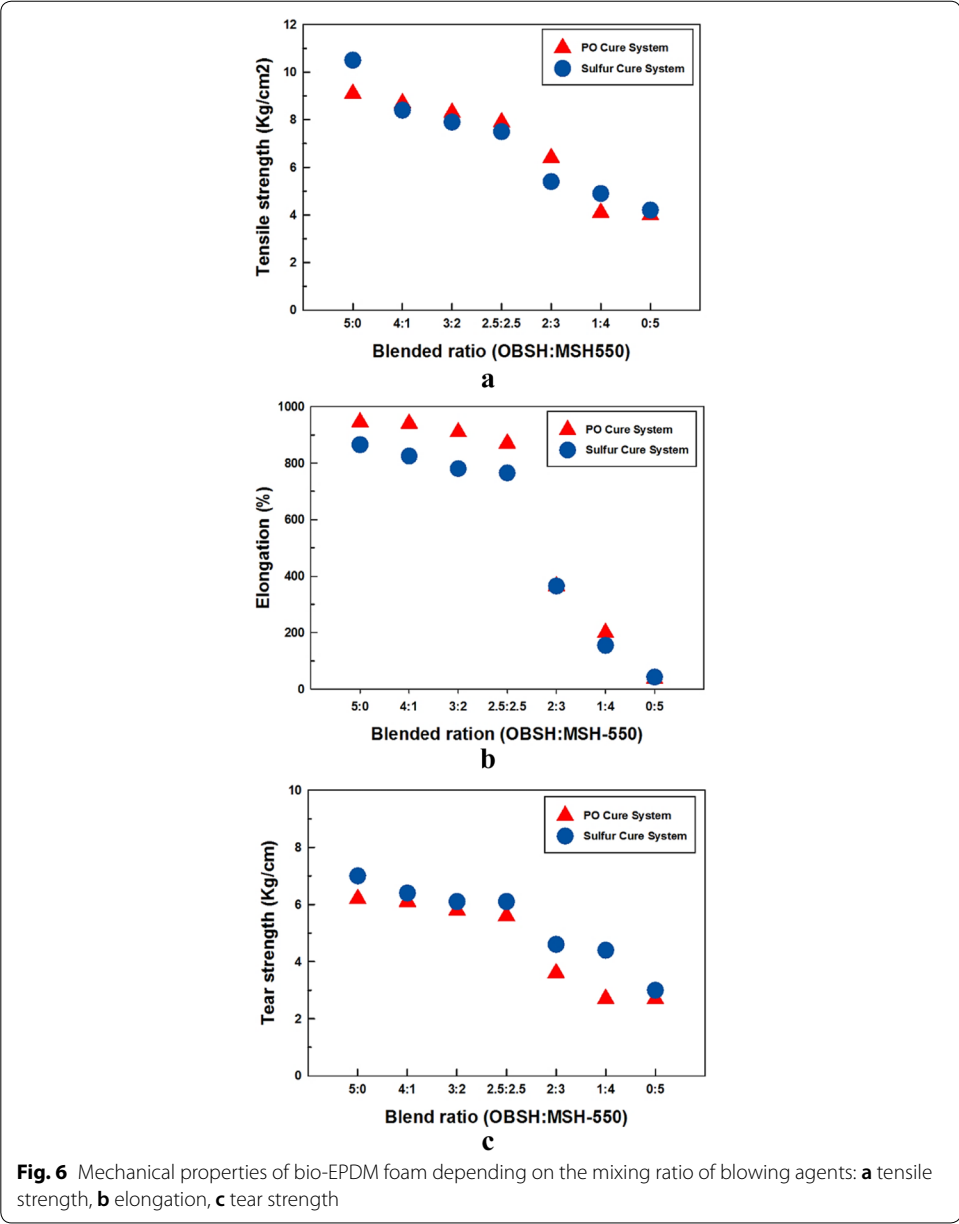 12
10
8
6
4
2
0
Tensile strength (Kg/cm2)
PO Cure System
Sulfur Cure System
5:0 4:1 3:2 2.5:2.5 2:3 1:4 0:5
Blended ratio (OBSH:MSH550)
a
1000
800
600
400
200
0
Elongation (%)
PO Cure System
Sulfur Cure System
5:0 4:1 3:2 2.5:2.5 2:3 1:4 0:5
Blended ration (OBSH:MSH-550)
b
10
8
6
4
2
0
Tear strength (Kg/cm)
PO Cure System
Sulfur Cure System
5:0 4:1 3:2 2.5:2.5 2:3 1:4 0:5
Blend ratio (OBSH:MSH-550)
c
Fig. 6 Mechanical properties of bio-EPDM foam depending on the mixing ratio of blowing agents: a tensile
strength, b elongation, c tear strength